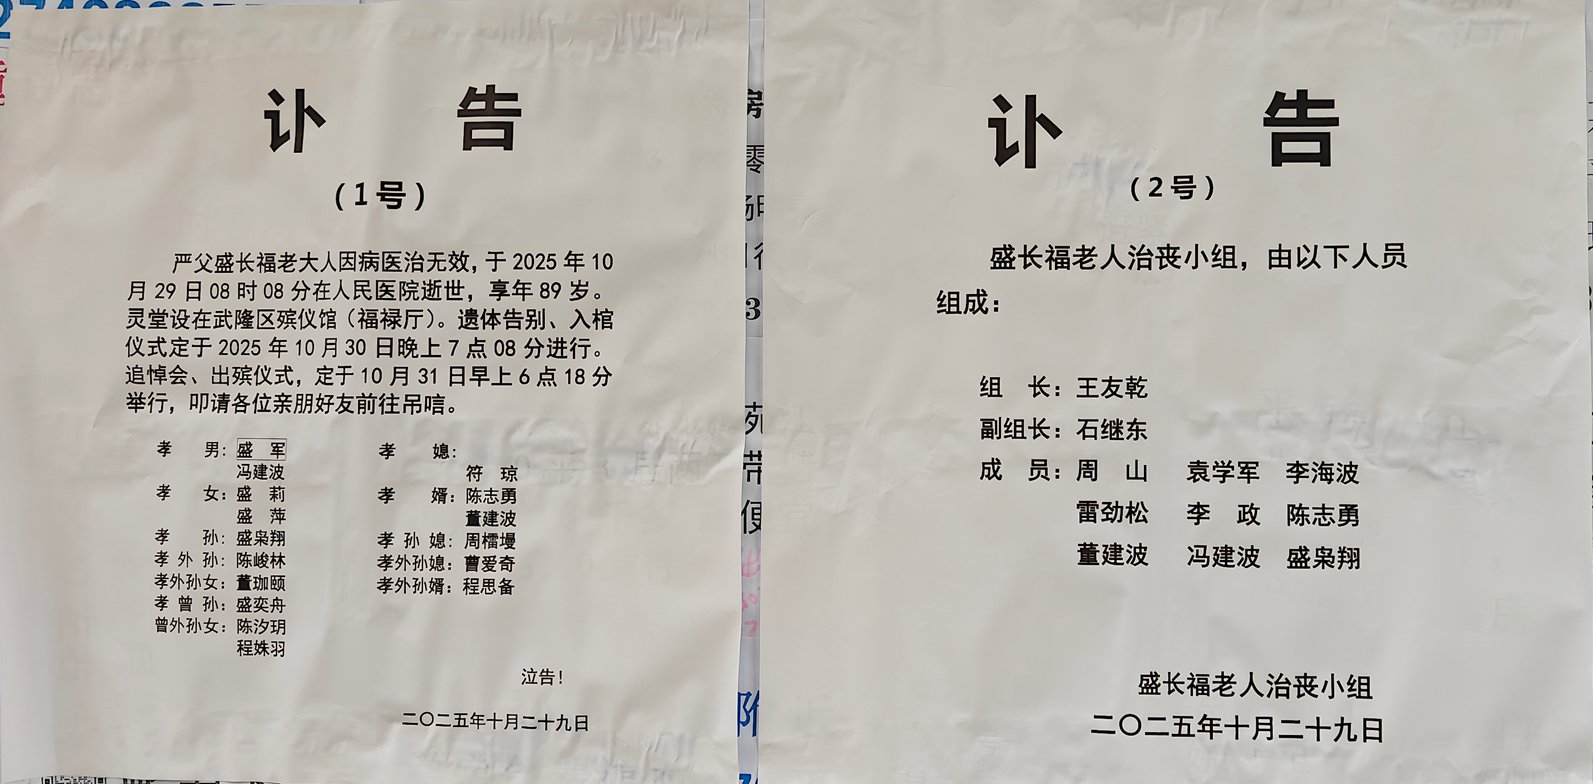 讣 告
(1号)
严父盛长福老大人因病医治无效,于 2025 年 10
月 29 日 08 时 08 分在人民医院逝世，享年 89 岁。
灵堂设在武隆区殡仪馆（福禄厅）。遗体告别、入棺
仪式定于 2025 年 10 月 30 日晚上 7 点 08 分进行。
追悼会、出殡仪式，定于 10 月 31 日早上 6 点 18 分
举行，叩请各位亲朋好友前往吊唁。
孝 男: 盛 军 孝 媳:
冯建波 符 琼
孝 女: 盛 莉 孝 婿: 陈志勇
盛 萍 董建波
孝 孙: 盛枭翔 孝 孙 媳: 周檑墁
孝 外 孙: 陈峻林 孝外孙媳: 曹爱奇
孝外孙女: 董珈颐 孝外孙婿: 程思备
孝 曾 孙: 盛奕舟
曾外孙女: 陈汐玥
程姝羽
泣告!
二〇二五年十月二十九日
讣 告
(2号)
盛长福老人治丧小组，由以下人员
组成：
组 长：王友乾
副组长：石继东
成 员：周 山 袁学军 李海波
雷劲松 李 政 陈志勇
董建波 冯建波 盛枭翔
盛长福老人治丧小组
二〇二五年十月二十九日
零
3
苑
带
便